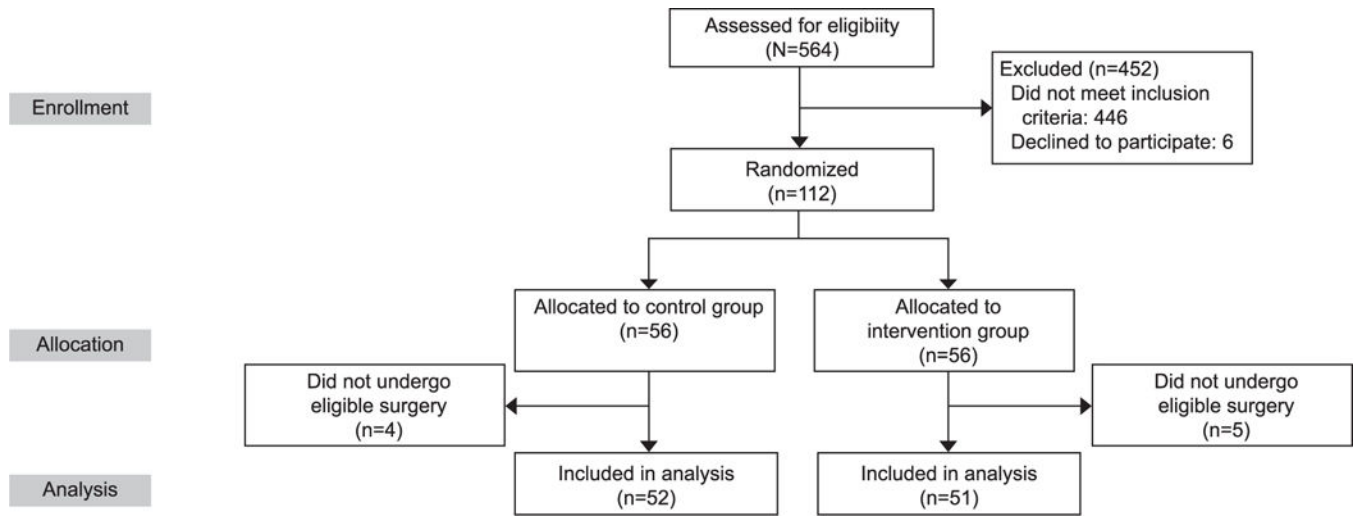 Assessed for eligibiity
(N=564)
Excluded (n=452)
Did not meet inclusion
criteria: 446
Declined to participate: 6
Enrollment
Randomized
(n=112)
Allocated to control group
(n=56)
Allocated to
intervention group
(n=56)
Allocation
Did not undergo
eligible surgery
(n=4)
Did not undergo
eligible surgery
(n=5)
Included in analysis
(n=52)
Included in analysis
(n=51)
Analysis